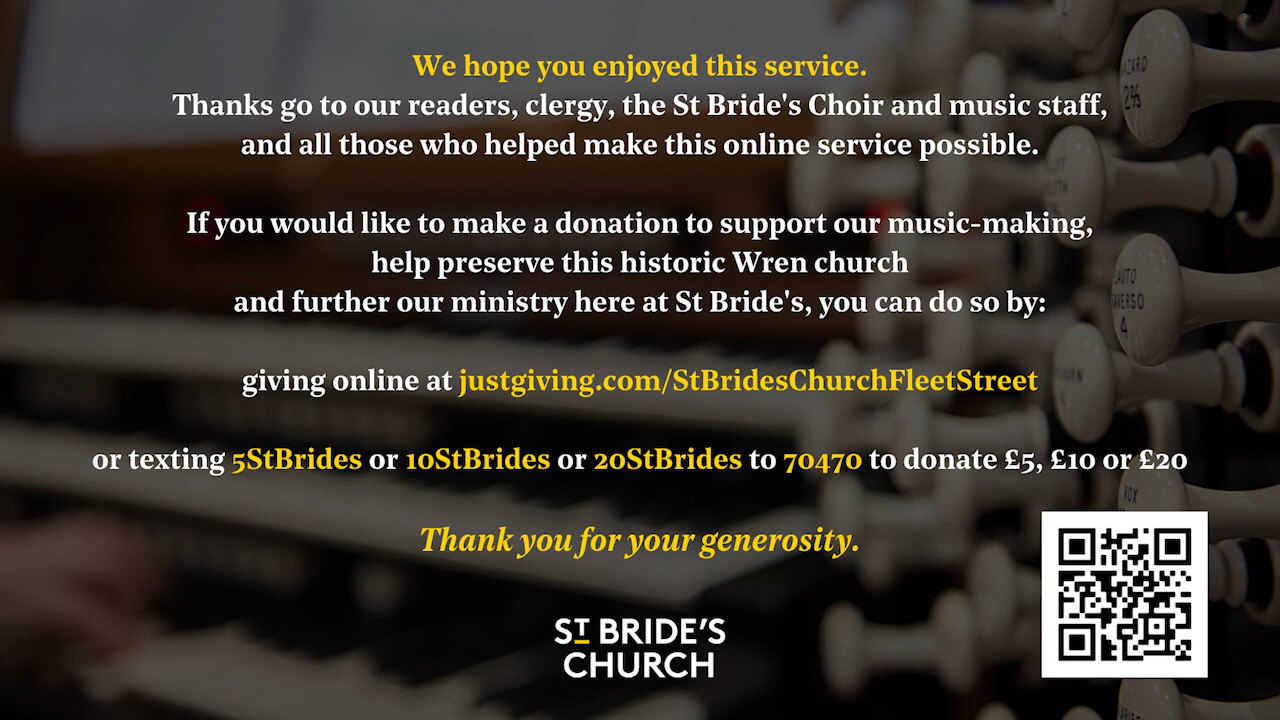 We hope you enjoyed this service.
Thanks go to our readers, clergy, the St Bride's Choir and music staff,
and all those who helped make this online service possible.
If you would like to make a donation to support our music-making,
help preserve this historic Wren church
and further our ministry here at St Bride's, you can do so by:
giving online at justgiving.com/StBridesChurchFleetStreet
or texting 5StBrides or 10StBrides or 20StBrides to 70470 to donate £5, £10 or £20
Thank you for your generosity.
ST BRIDE'S
CHURCH
2⅔
4
VOX